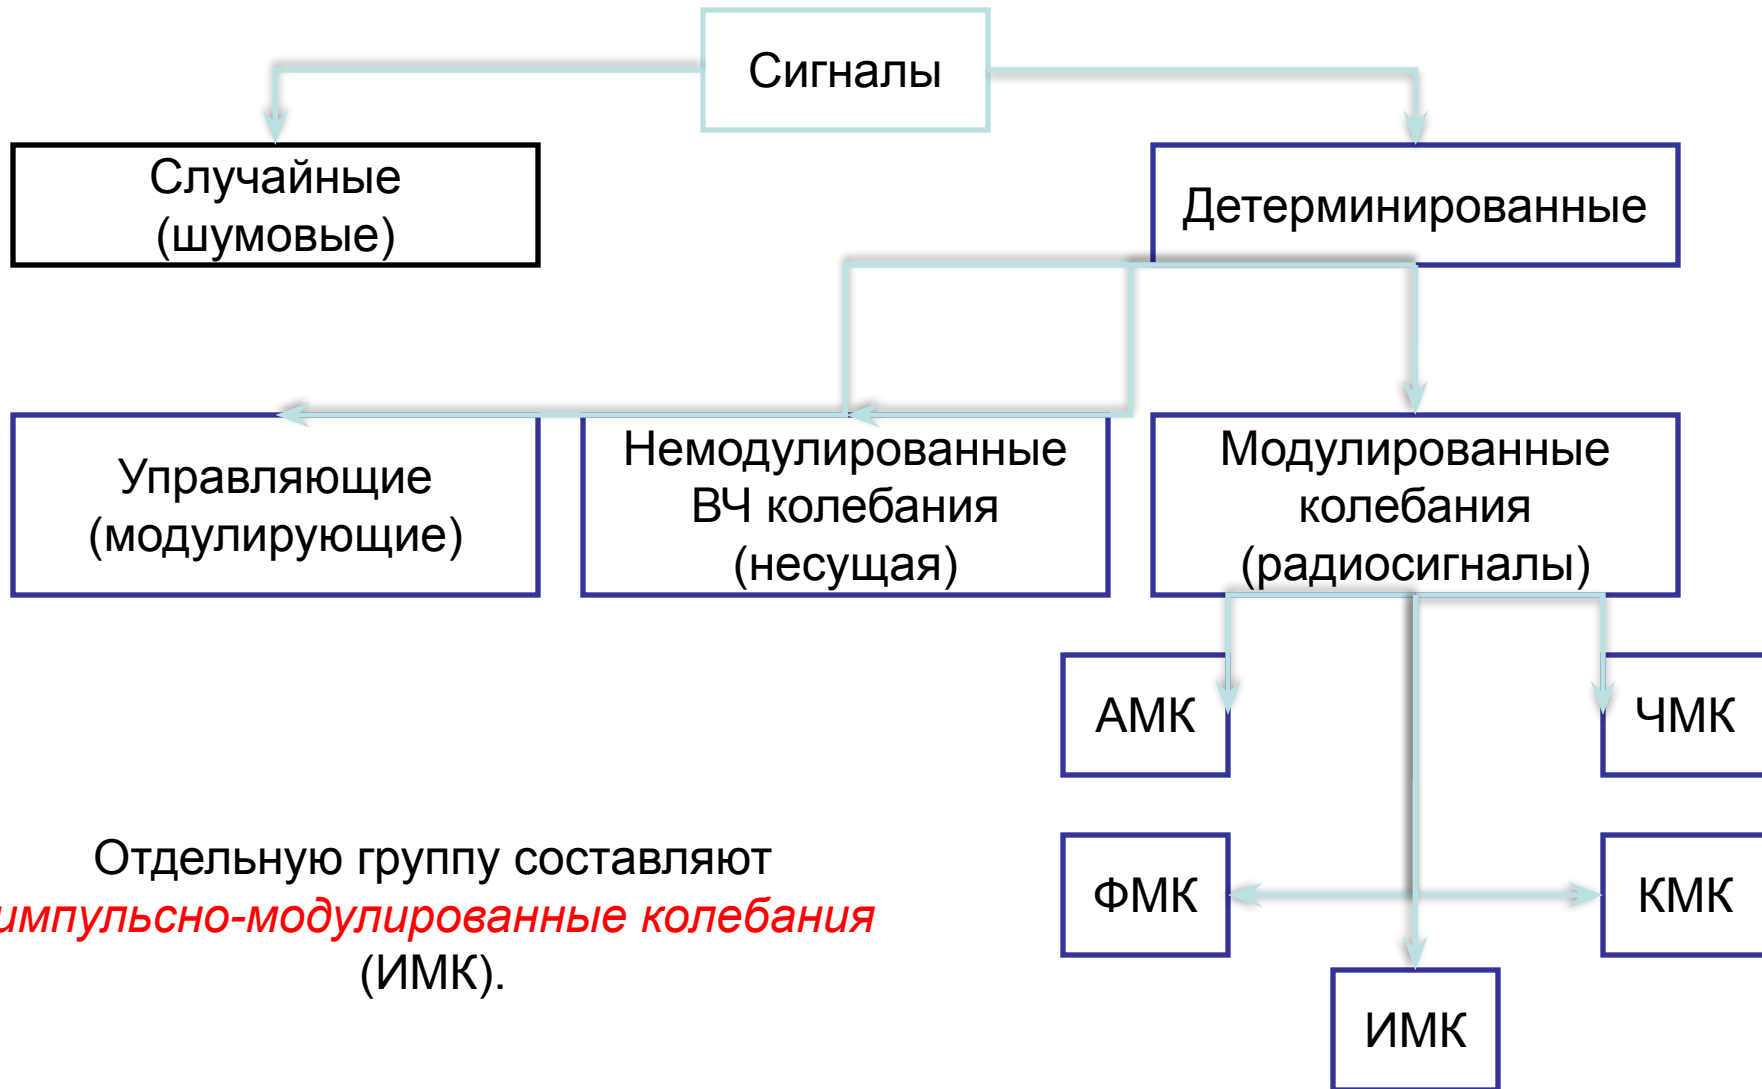 Сигналы
Случайные
(шумовые)
Детерминированные
Управляющие
(модулирующие)
Немодулированные
ВЧ колебания
(несущая)
Модулированные
колебания
(радиосигналы)
АМК
ЧМК
ФМК
КМК
ИМК
Отдельную группу составляют
импульсно-модулированные колебания
(ИМК).